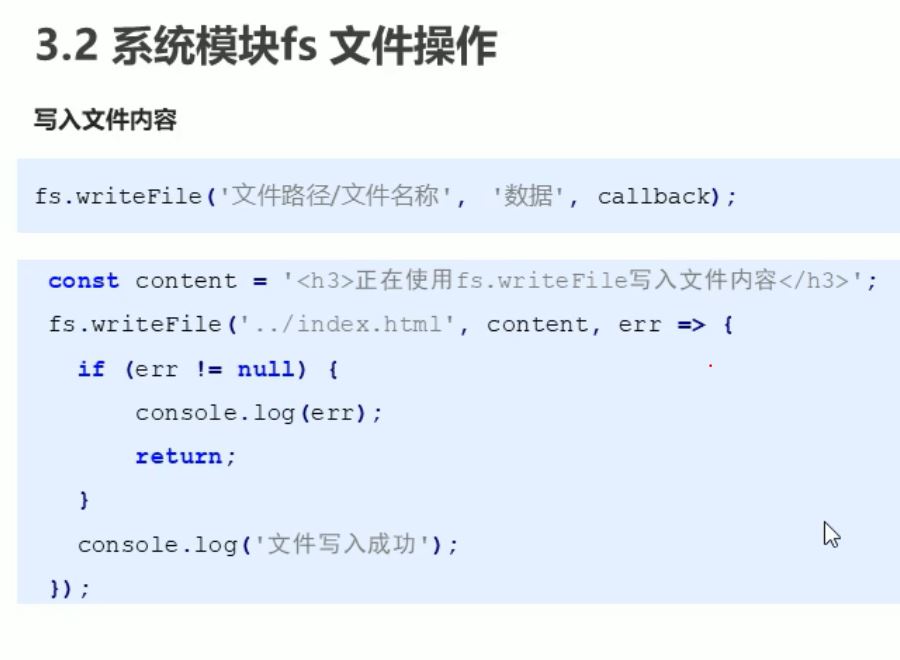 3.2 系统模块fs 文件操作
写入文件内容
fs.writeFile('文件路径/文件名称', '数据', callback);
const content = '<h3>正在使用fs.writeFile写入文件内容</h3>';
fs.writeFile('../index.html', content, err => {
if (err != null) {
console.log(err);
return;
}
console.log('文件写入成功');
});